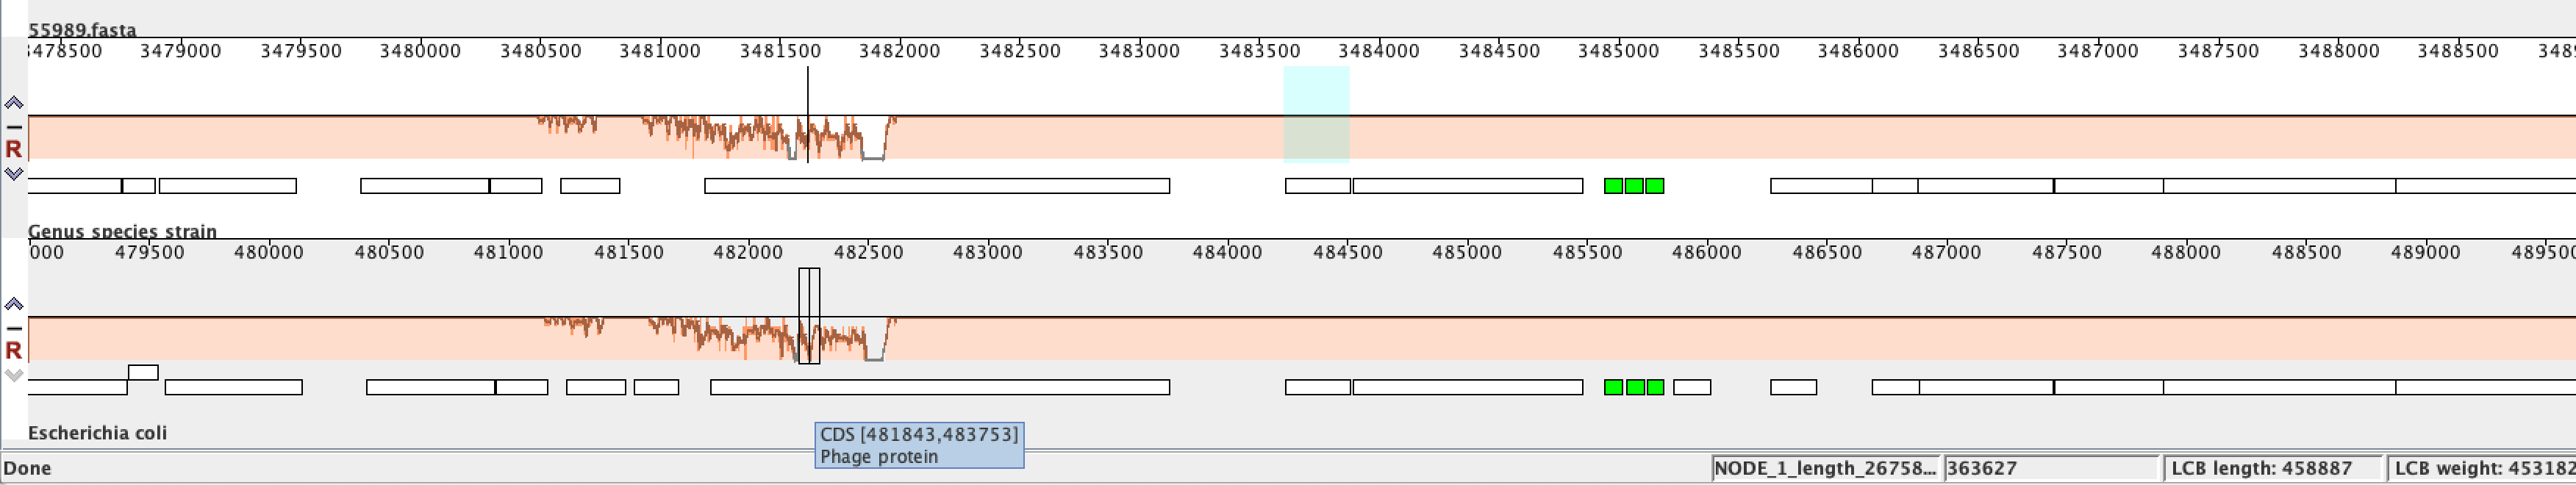 55989.fasta
3478500 3479000 3479500 3480000 3480500 3481000 3481500 3482000 3482500 3483000 3483500 3484000 3484500 3485000 3485500 3486000 3486500 3487000 3487500 3488000 3488500 348
R
Genus species strain
000 479500 480000 480500 481000 481500 482000 482500 483000 483500 484000 484500 485000 485500 486000 486500 487000 487500 488000 488500 489000 48950
R
CDS [481843,483753]
Phage protein
Escherichia coli
Done NODE_1_length_26758... 363627 LCB length: 458887 LCB weight: 453182